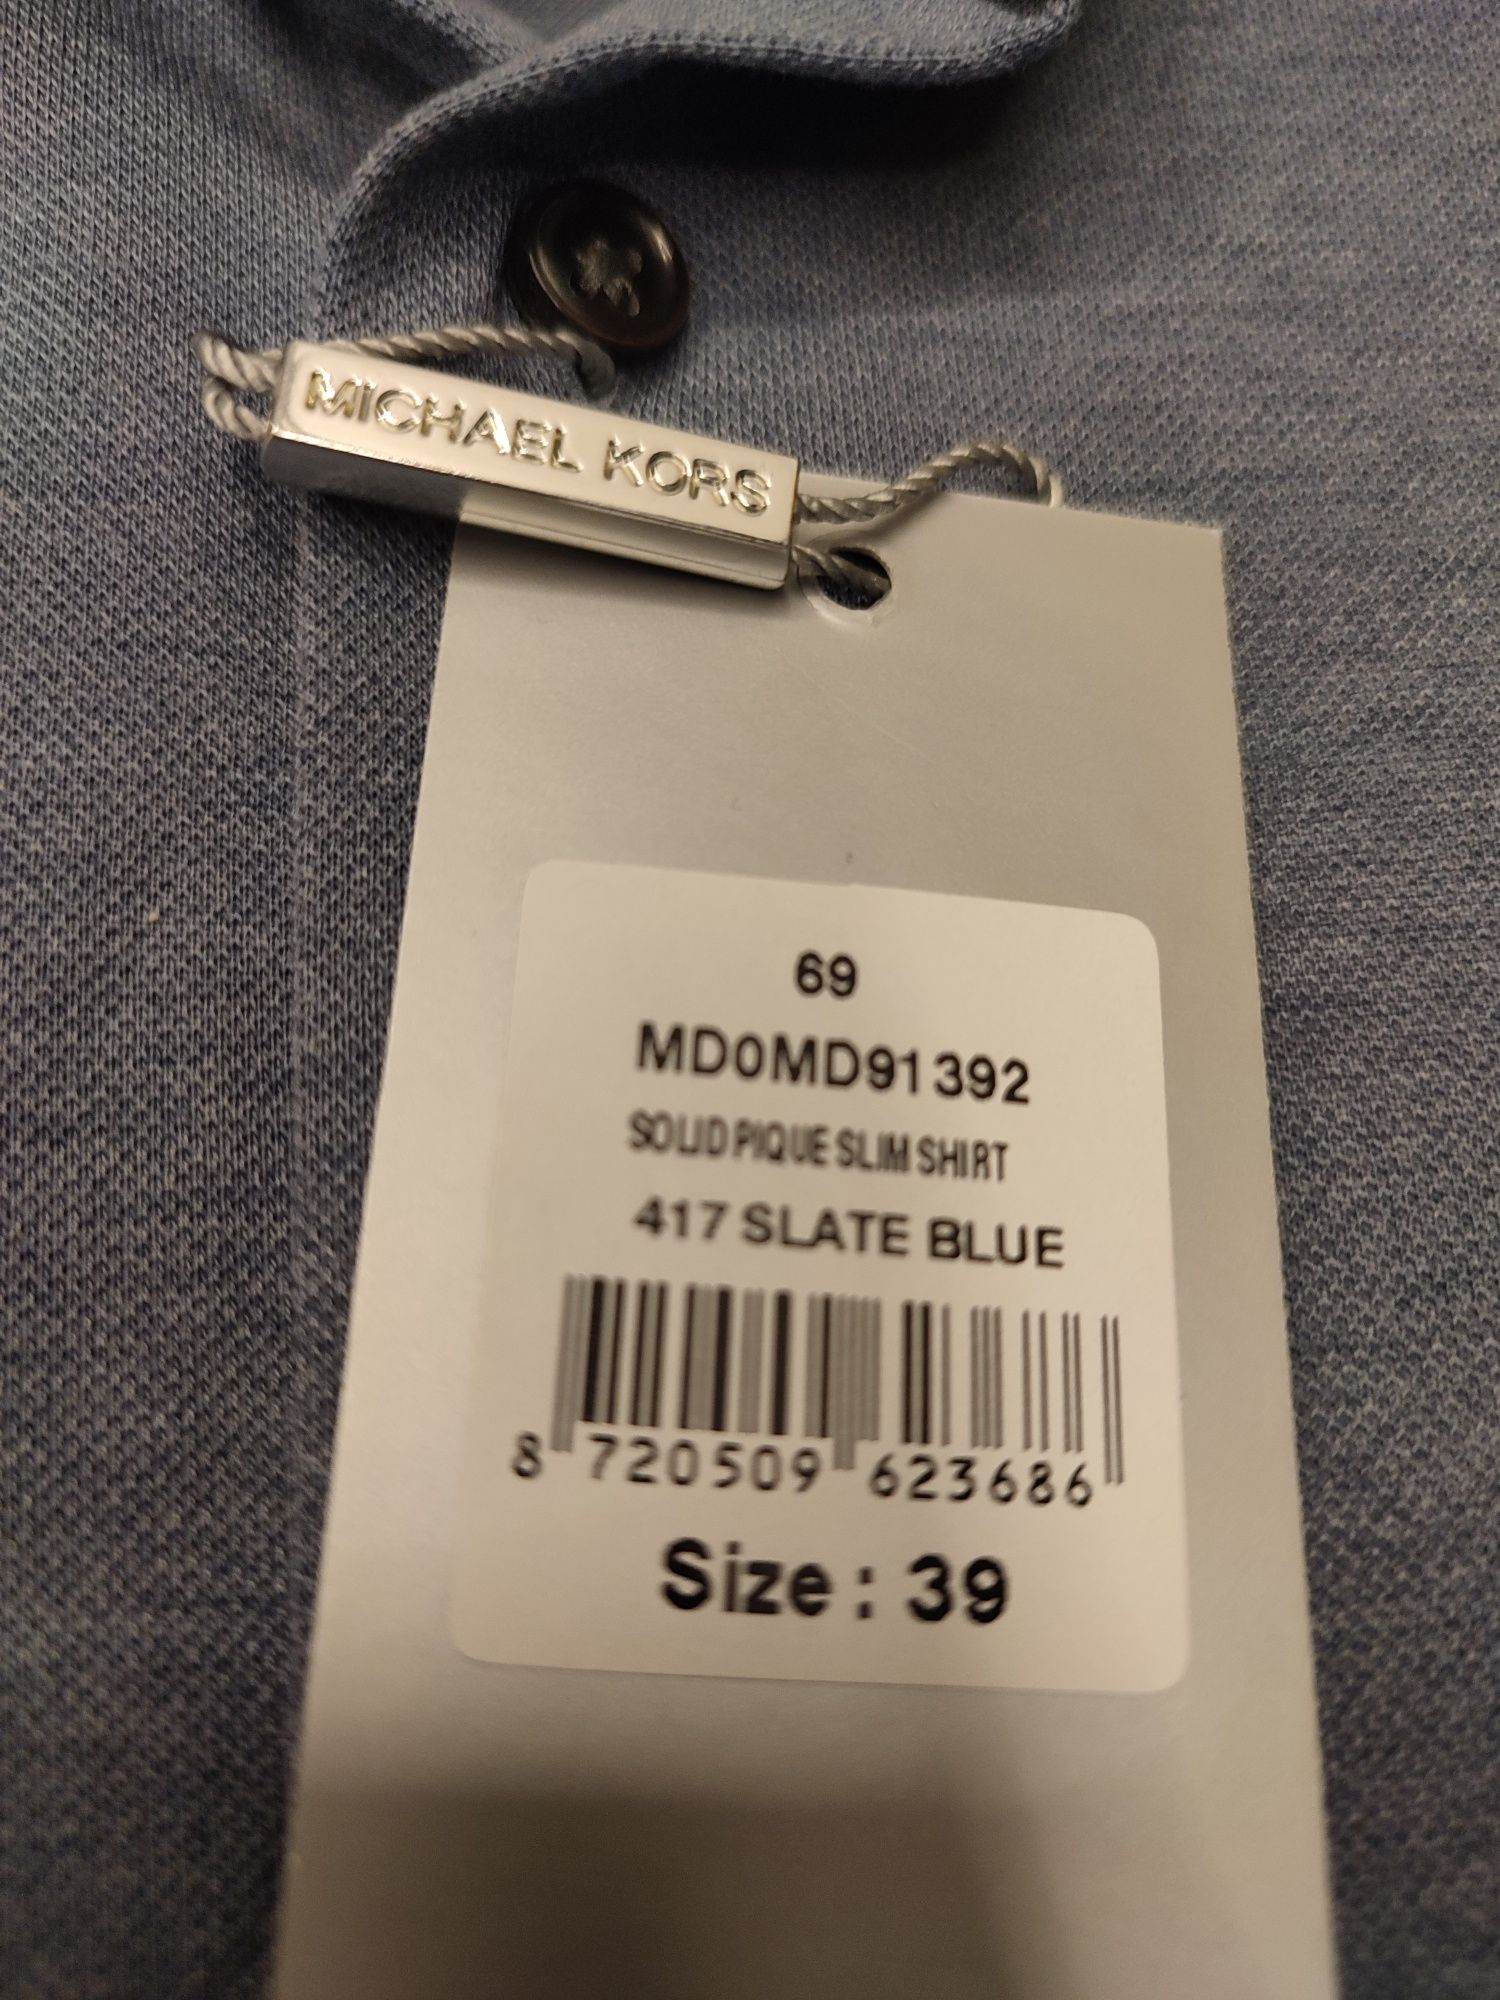 MICHAEL KORS
69
MD0MD91392
SOLID PIQUE SLIM SHIRT
417 SLATE BLUE
8 720509 623686
Size : 39